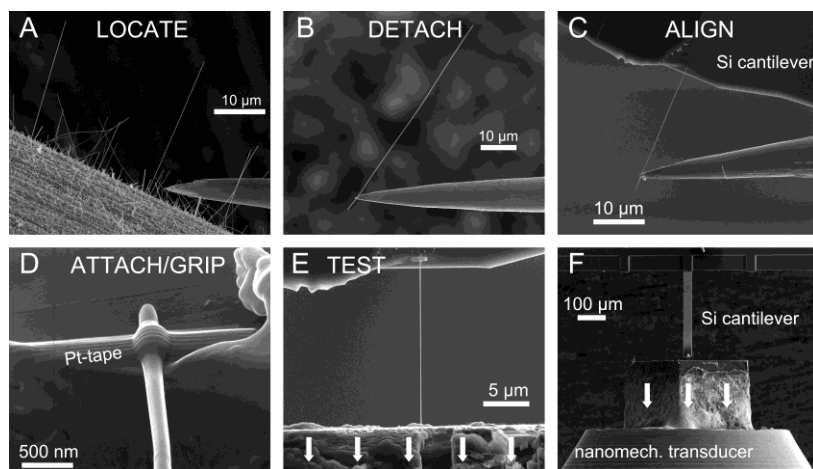 A LOCATE
10 µm
B DETACH
10 µm
C ALIGN
Si cantilever
10 µm
D ATTACH/GRIP
Pt-tape
500 nm
E TEST
5 µm
F
100 µm
Si cantilever
nanomech. transducer